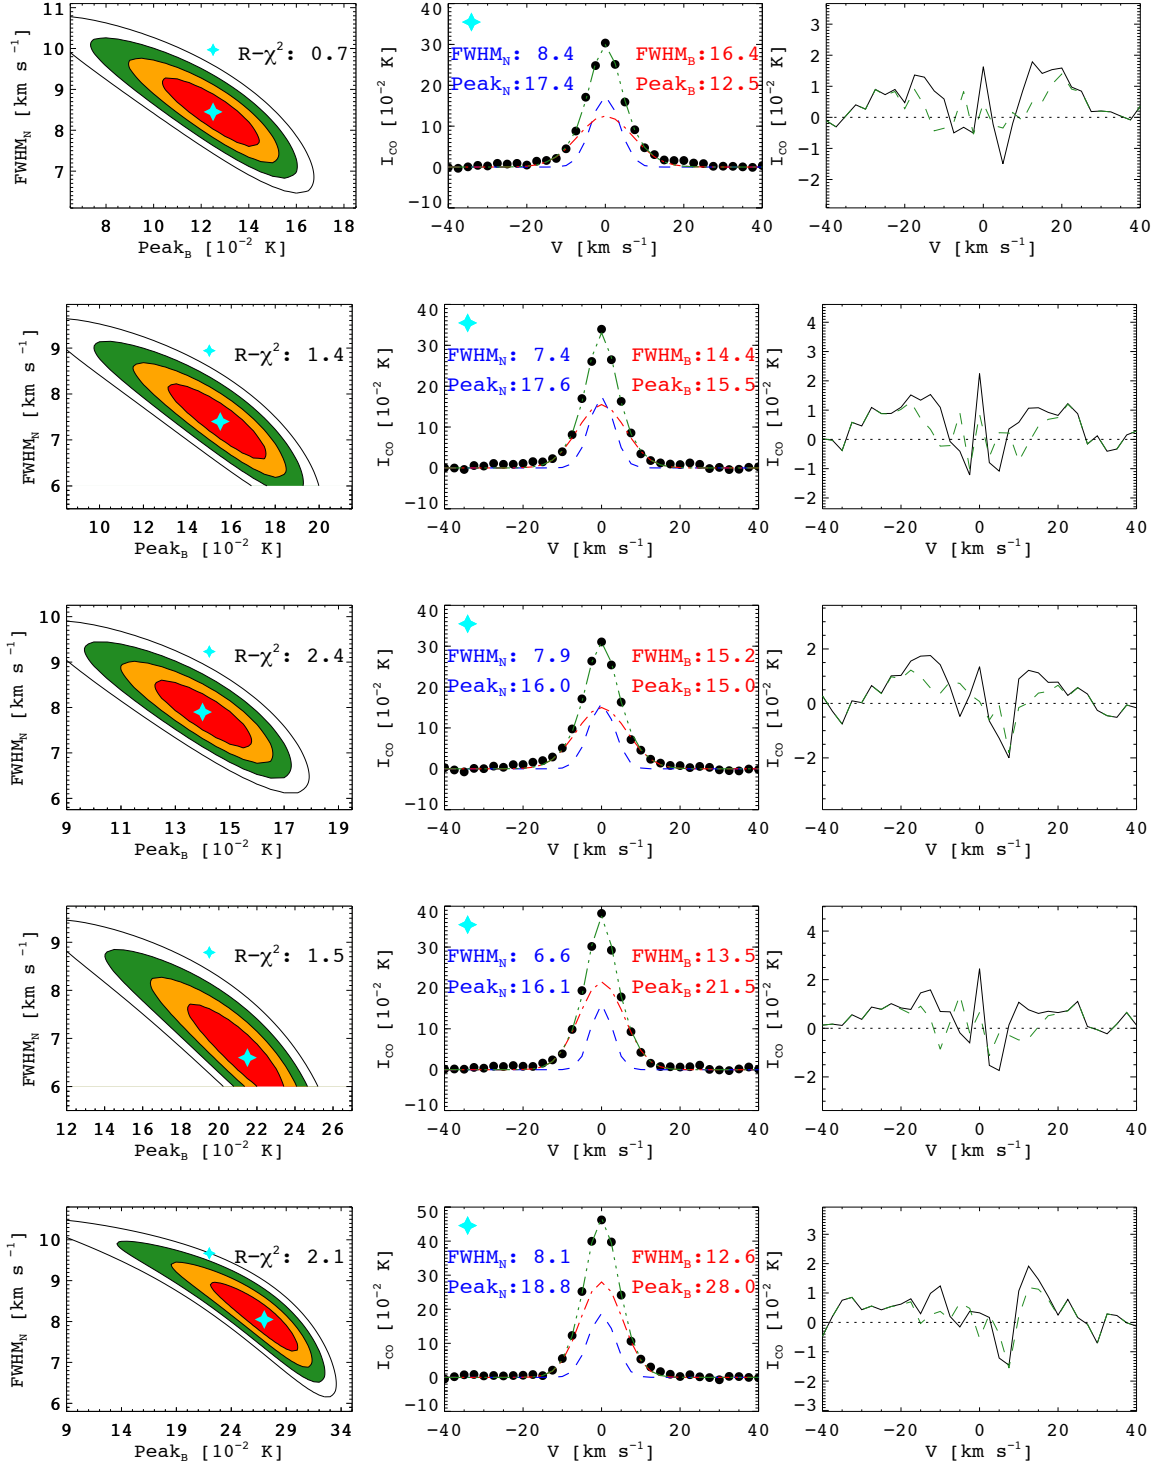 FWHM_N [km s^−1]
11
10
9
8
7
R−χ²: 0.7
8 10 12 14 16 18
Peak_B [10^−2 K]
I_CO [10^−2 K]
40
30
20
10
0
−10
FWHM_N: 8.4 FWHM_B:16.4
Peak_N:17.4 Peak_B:12.5
−40 −20 0 20 40
V [km s^−1]
I_CO [10^−2 K]
2
0
−2
−40 −20 0 20 40
V [km s^−1]
FWHM_N [km s^−1]
9
8
7
6
R−χ²: 1.4
10 12 14 16 18 20
Peak_B [10^−2 K]
I_CO [10^−2 K]
40
30
20
10
0
−10
FWHM_N: 7.4 FWHM_B:14.4
Peak_N:17.6 Peak_B:15.5
−40 −20 0 20 40
V [km s^−1]
I_CO [10^−2 K]
4
3
2
1
0
−1
−2
−40 −20 0 20 40
V [km s^−1]
FWHM_N [km s^−1]
10
9
8
7
6
R−χ²: 2.4
9 11 13 15 17 19
Peak_B [10^−2 K]
I_CO [10^−2 K]
40
30
20
10
0
−10
FWHM_N: 7.9 FWHM_B:15.2
Peak_N:16.0 Peak_B:15.0
−40 −20 0 20 40
V [km s^−1]
I_CO [10^−2 K]
2
0
−2
−40 −20 0 20 40
V [km s^−1]
FWHM_N [km s^−1]
9
8
7
6
R−χ²: 1.5
12 14 16 18 20 22 24 26
Peak_B [10^−2 K]
I_CO [10^−2 K]
40
30
20
10
0
−10
FWHM_N: 6.6 FWHM_B:13.5
Peak_N:16.1 Peak_B:21.5
−40 −20 0 20 40
V [km s^−1]
I_CO [10^−2 K]
4
2
0
−2
−40 −20 0 20 40
V [km s^−1]
FWHM_N [km s^−1]
10
9
8
7
6
R−χ²: 2.1
9 14 19 24 29 34
Peak_B [10^−2 K]
I_CO [10^−2 K]
50
40
30
20
10
0
−10
FWHM_N: 8.1 FWHM_B:12.6
Peak_N:18.8 Peak_B:28.0
−40 −20 0 20 40
V [km s^−1]
I_CO [10^−2 K]
3
2
1
0
−1
−2
−3
−40 −20 0 20 40
V [km s^−1]